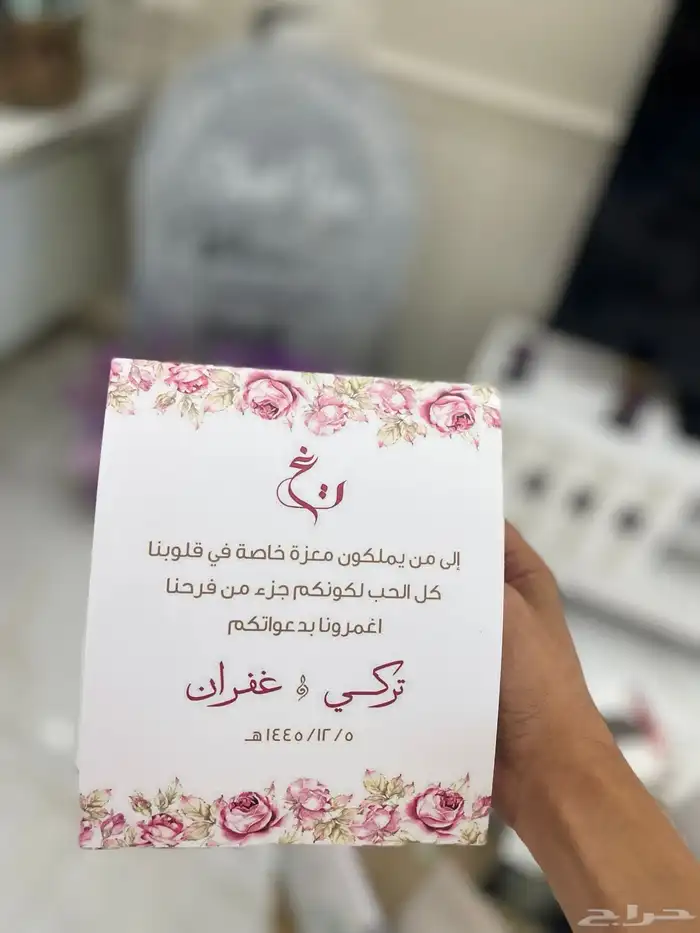 غ ت
إلى من يملكون معزة خاصة في قلوبنا
كل الحب لكونكم جزء من فرحنا
اغمرونا بدعواتكم
تركي & غفران
١٤٤٥/١٢/٥هـ
حراج